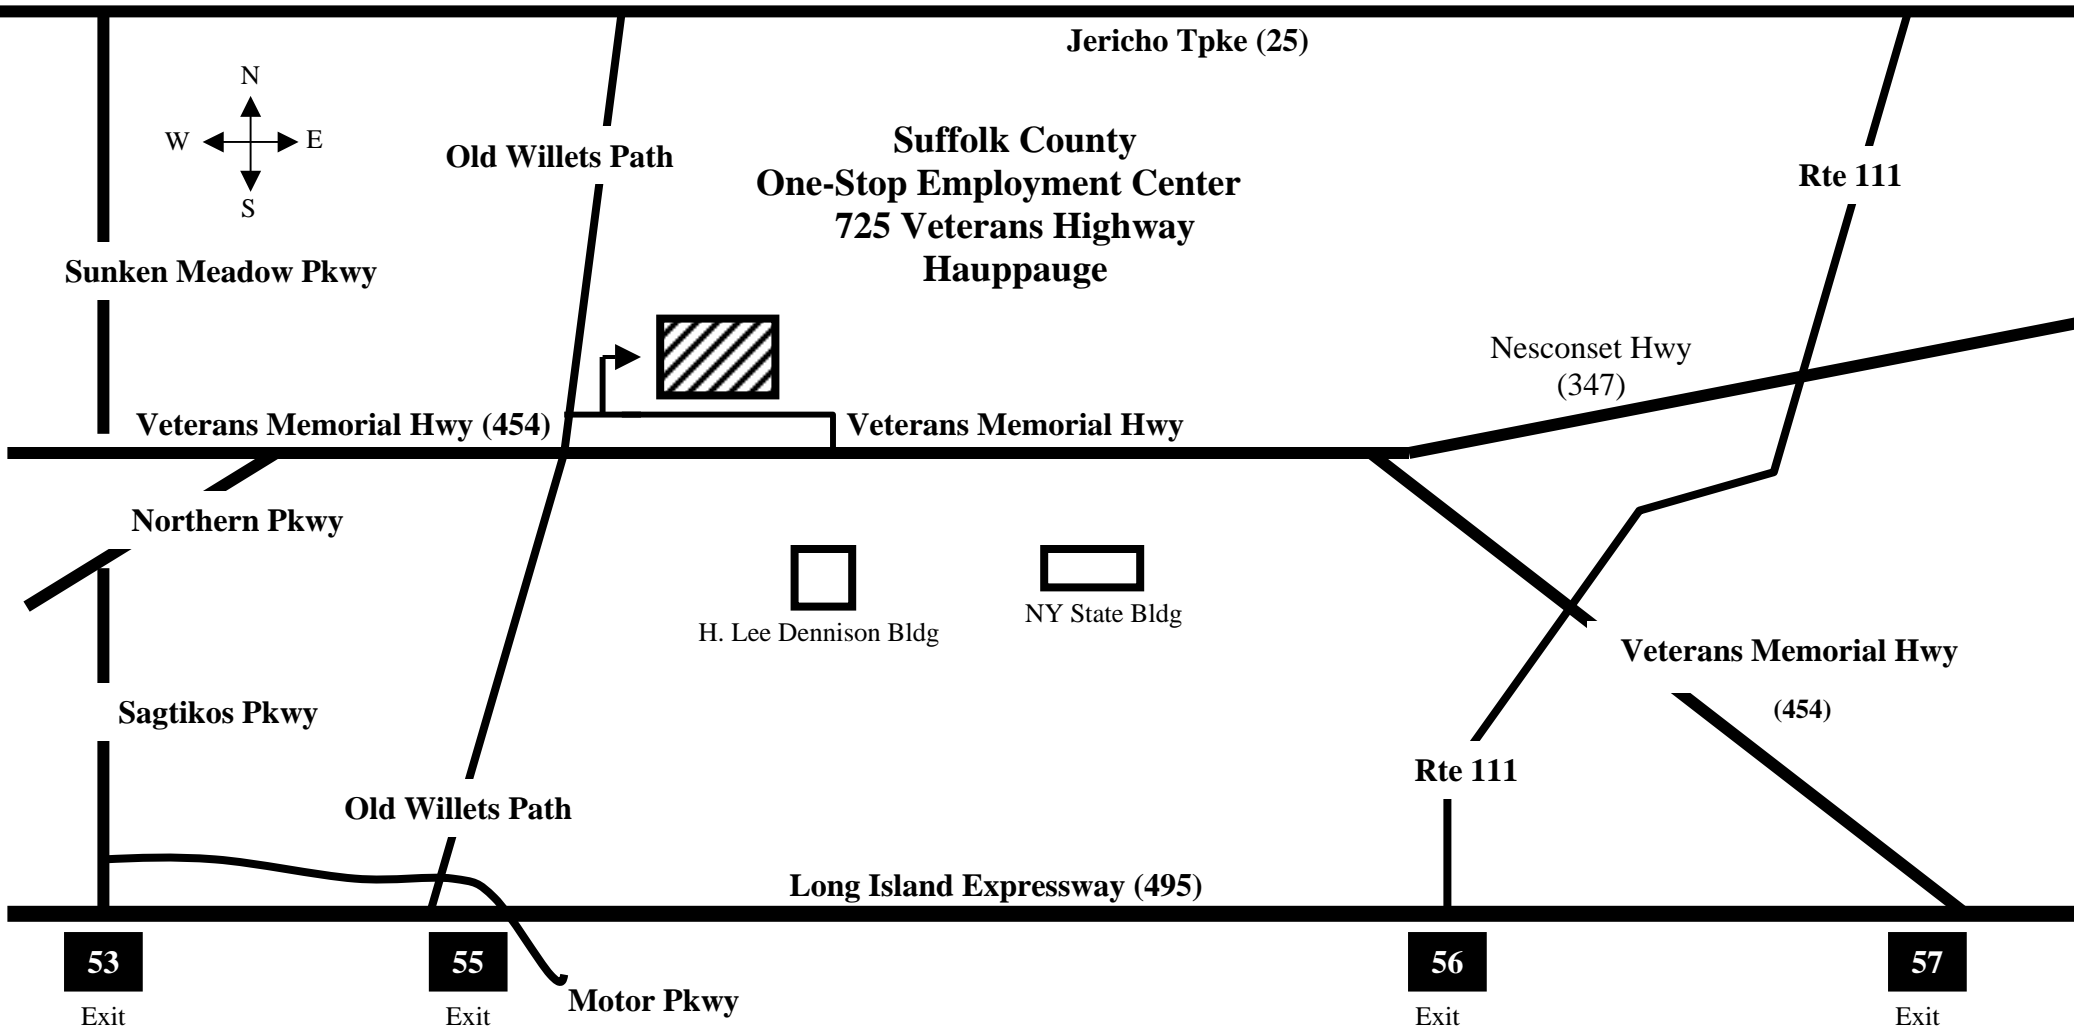 Jericho Tpke (25)
N
W E
S
Old Willets Path
Suffolk County
One-Stop Employment Center
725 Veterans Highway
Hauppauge
Rte 111
Sunken Meadow Pkwy
Nesconset Hwy
(347)
Veterans Memorial Hwy (454)
Veterans Memorial Hwy
Northern Pkwy
H. Lee Dennison Bldg
NY State Bldg
Veterans Memorial Hwy
(454)
Sagtikos Pkwy
Rte 111
Old Willets Path
Long Island Expressway (495)
53
Exit
55
Exit
Motor Pkwy
56
Exit
57
Exit